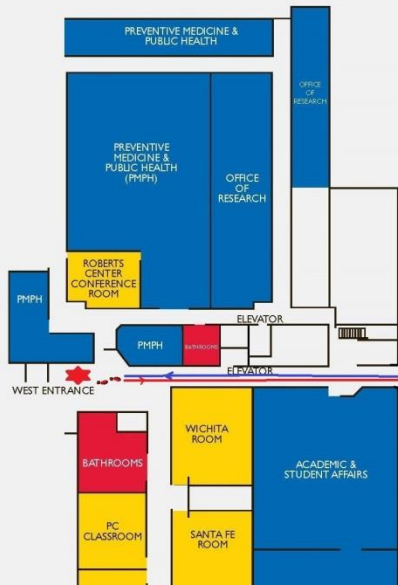 PREVENTIVE MEDICINE &
PUBLIC HEALTH
OFFICE
OF
RESEARCH
PREVENTIVE
MEDICINE &
PUBLIC HEALTH
(PMPH)
OFFICE
OF
RESEARCH
ROBERTS
CENTER
CONFERENCE
ROOM
PMPH
ELEVATOR
PMPH
BATHROOMS
ELEVATOR
WEST ENTRANCE
WICHITA
ROOM
BATHROOMS
ACADEMIC &
STUDENT AFFAIRS
PC
CLASSROOM
SANTA FE
ROOM